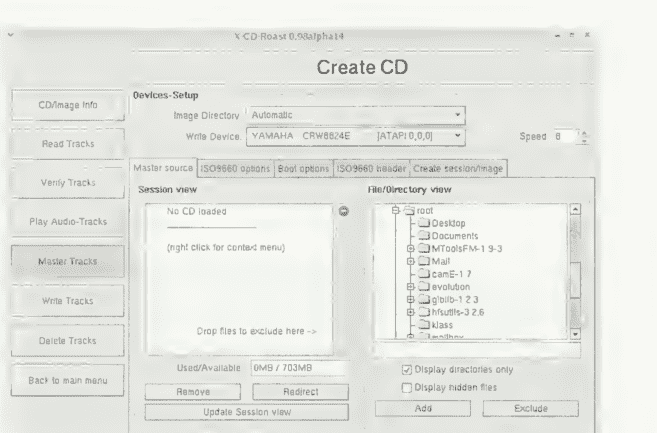 X-CD-Roast 0.98alpha14
Create CD
CD/Image Info
Read Tracks
Verify Tracks
Play Audio-Tracks
Master Tracks
Write Tracks
Delete Tracks
Back to main menu
Devices-Setup
Image Directory Automatic
Write Device: YAMAHA CRW8824E [ATAPI 0,0,0] Speed 8
Master source ISO9660 options Boot options ISO9660 header Create session/image
Session view
No CD loaded
(right click for context menu)
Drop files to exclude here ->
Used/Available 0MB / 703MB
Remove Redirect
Update Session view
File/Directory view
root
Desktop
Documents
MToolsFM-1 9-3
Mail
camE-1 7
evolution
glblib-1 2 3
hfsutils-3 2.6
klass
mailbox
Display directories only
Display hidden files
Add Exclude